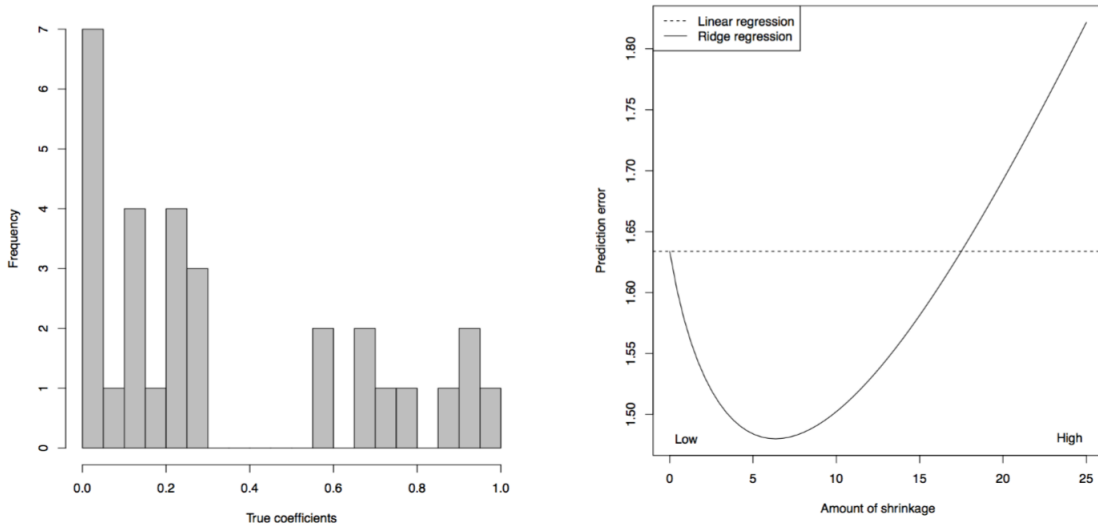 7
6
5
4
3
2
1
0
Frequency
0.0 0.2 0.4 0.6 0.8 1.0
True coefficients
Linear regression
Ridge regression
1.80
1.75
1.70
1.65
1.60
1.55
1.50
Prediction error
Low
High
0 5 10 15 20 25
Amount of shrinkage